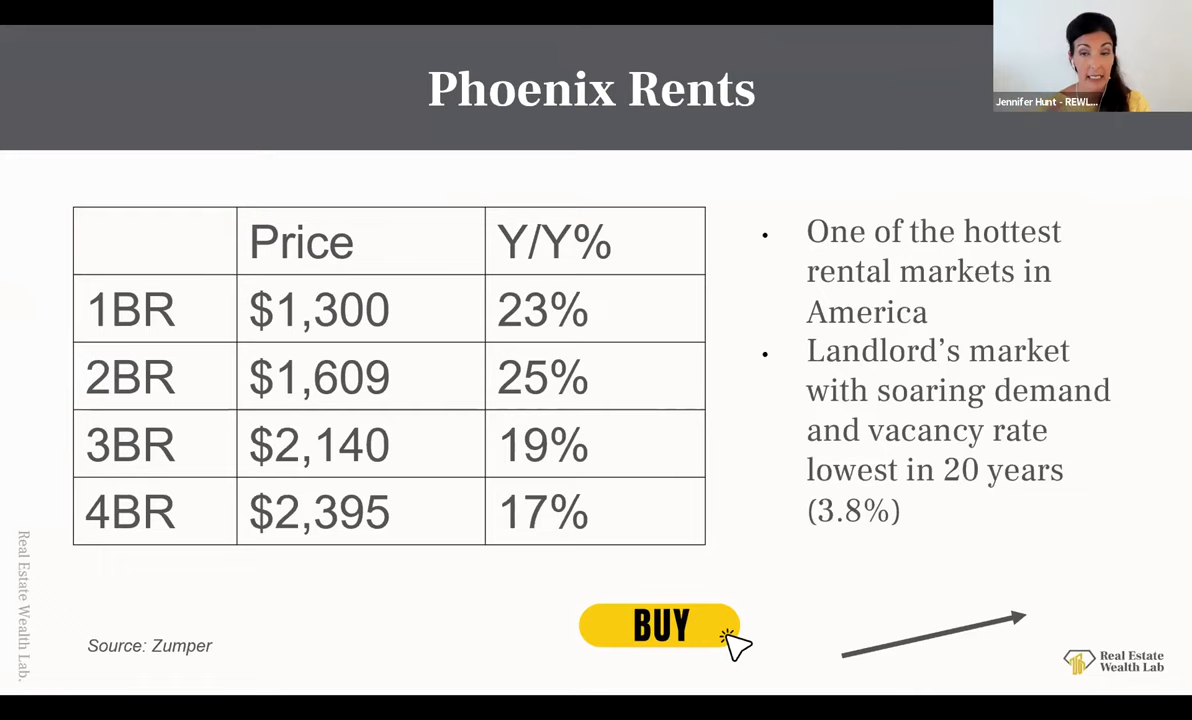 Phoenix Rents
Jennifer Hunt - REWL...
Price Y/Y%
1BR $1,300 23%
2BR $1,609 25%
3BR $2,140 19%
4BR $2,395 17%
• One of the hottest
rental markets in
America
• Landlord’s market
with soaring demand
and vacancy rate
lowest in 20 years
(3.8%)
Real Estate Wealth Lab.
Source: Zumper
BUY
Real Estate
Wealth Lab